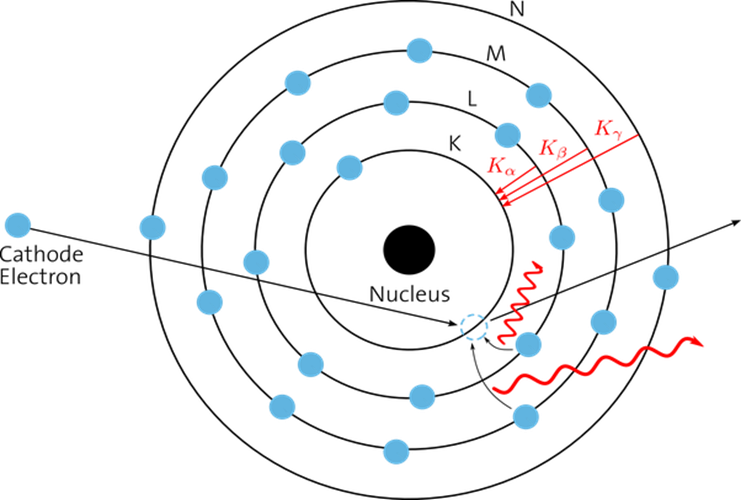 N
M
L
K
Kα
Kβ
Kγ
Cathode
Electron
Nucleus